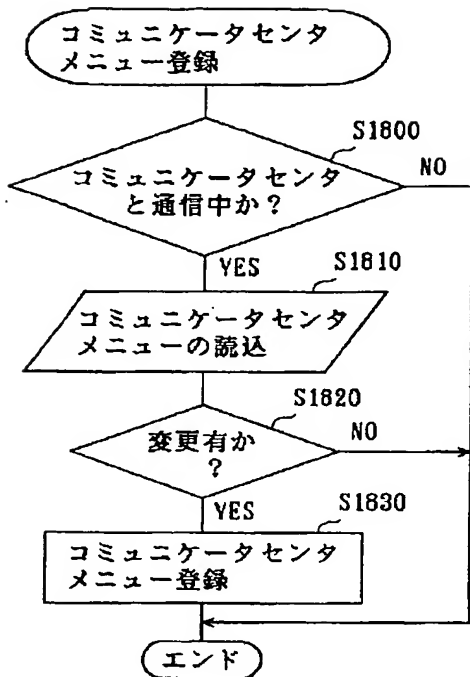 コミュニケータセンタ
メニュー登録
S1800
NO
コミュニケータセンタ
と通信中か?
YES
S1810
コミュニケータセンタ
メニューの読込
S1820
変更有か
?
NO
YES
S1830
コミュニケータセンタ
メニュー登録
エンド